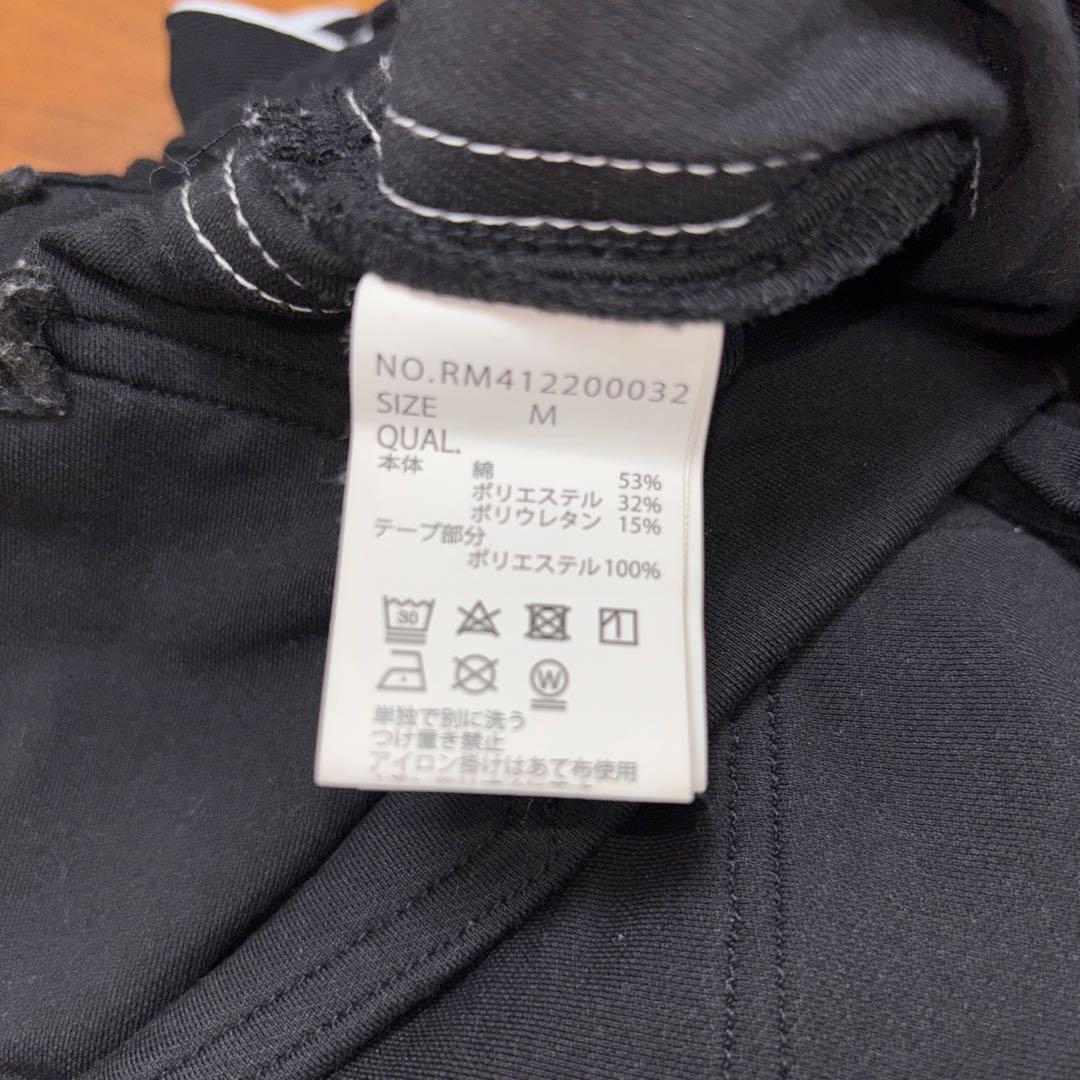 NO.RM412200032
SIZE M
QUAL.
本体 綿 53%
ポリエステル 32%
ポリウレタン 15%
テープ部分
ポリエステル100%
30
W
単独で別に洗う
つけ置き禁止
アイロン掛けはあて布使用